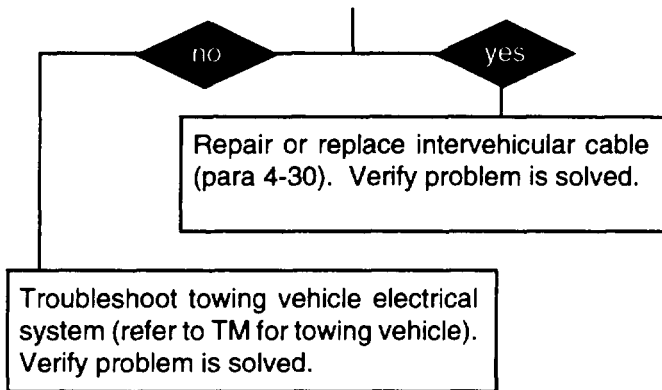 no
yes
Repair or replace intervehicular cable
(para 4-30). Verify problem is solved.
Troubleshoot towing vehicle electrical
system (refer to TM for towing vehicle).
Verify problem is solved.